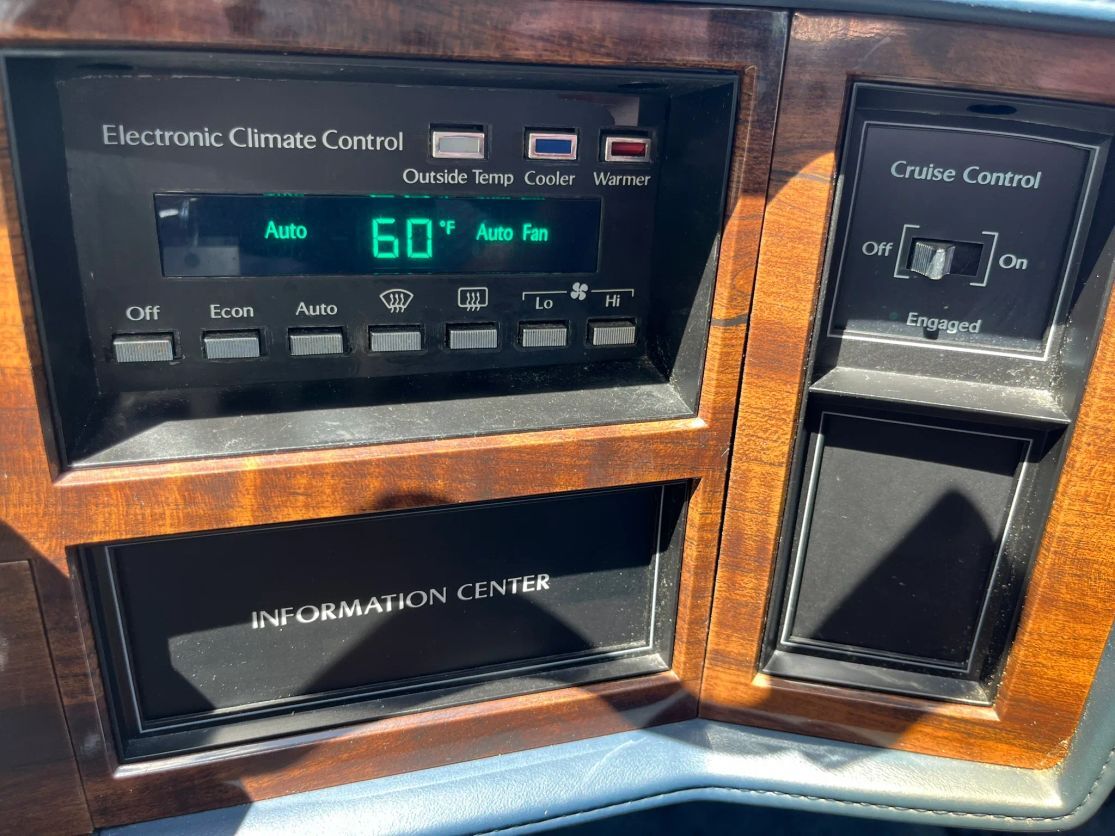 Electronic Climate Control
Outside Temp Cooler Warmer
Auto 60 °F Auto Fan
Off Econ Auto Lo Hi
INFORMATION CENTER
Cruise Control
Off On
Engaged